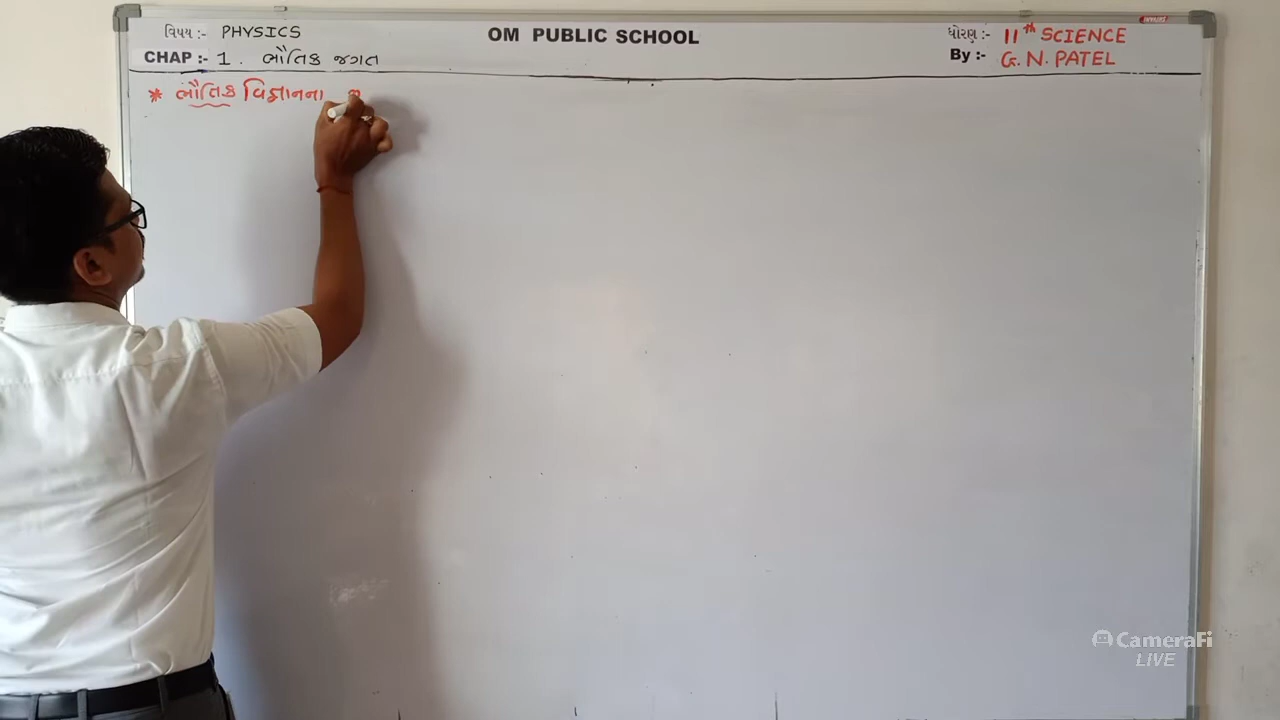 વિષય :- PHYSICS
OM PUBLIC SCHOOL
ધોરણ :- 11th SCIENCE
CHAP :- 1. ભૌતિક જગત
By :- G. N. PATEL
* ભૌતિક વિજ્ઞાનના
CameraFi
LIVE